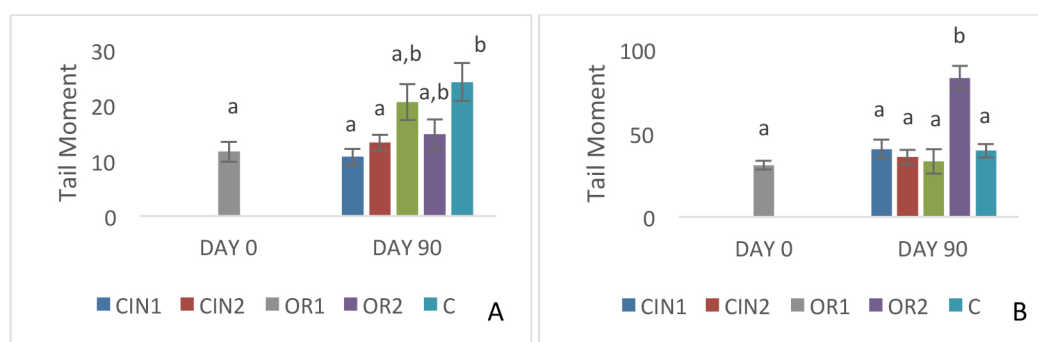 30
20
10
0
Tail Moment
a
a
a
a,b
a,b
b
DAY 0
DAY 90
CIN1 CIN2 OR1 OR2 C
A
100
50
0
Tail Moment
a
a
a
a
b
a
DAY 0
DAY 90
CIN1 CIN2 OR1 OR2 C
B